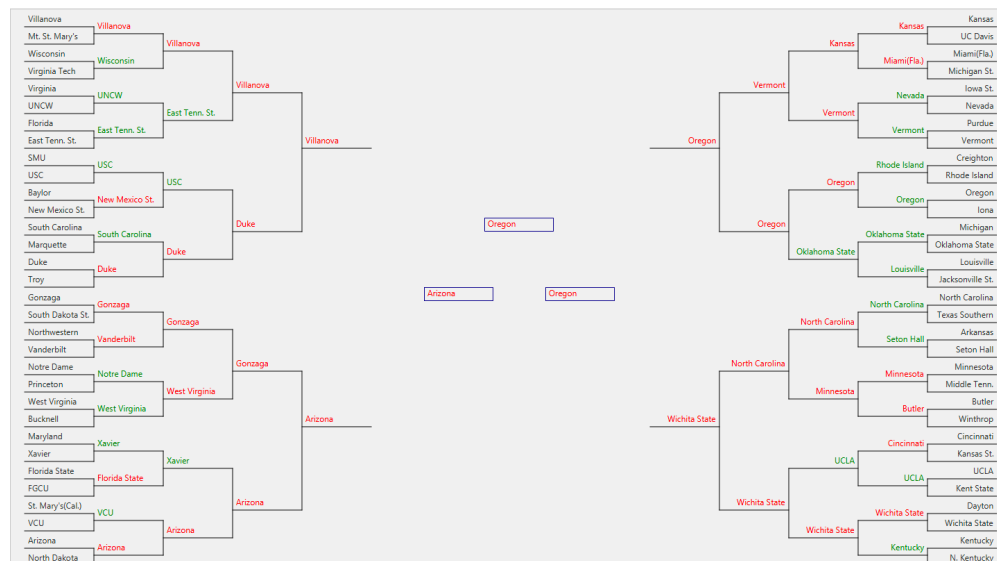 Villanova
Mt. St. Mary's
Wisconsin
Virginia Tech
Virginia
UNCW
Florida
East Tenn. St.
SMU
USC
Baylor
New Mexico St.
South Carolina
Marquette
Duke
Troy
Gonzaga
South Dakota St.
Northwestern
Vanderbilt
Notre Dame
Princeton
West Virginia
Bucknell
Maryland
Xavier
Florida State
FGCU
St. Mary's(Cal.)
VCU
Arizona
North Dakota
Villanova
Wisconsin
UNCW
East Tenn. St.
USC
New Mexico St.
South Carolina
Duke
Gonzaga
Vanderbilt
Notre Dame
West Virginia
Xavier
Florida State
VCU
Arizona
Villanova
East Tenn. St.
USC
Duke
Gonzaga
West Virginia
Xavier
Arizona
Villanova
Duke
Gonzaga
Arizona
Villanova
Arizona
Oregon
Arizona
Oregon
Oregon
Wichita State
Vermont
Oregon
North Carolina
Wichita State
Kansas
Vermont
Oregon
Oklahoma State
North Carolina
Minnesota
UCLA
Wichita State
Kansas
Miami(Fla.)
Nevada
Vermont
Rhode Island
Oregon
Oklahoma State
Louisville
North Carolina
Seton Hall
Minnesota
Butler
Cincinnati
UCLA
Wichita State
Kentucky
Kansas
UC Davis
Miami(Fla.)
Michigan St.
Iowa St.
Nevada
Purdue
Vermont
Creighton
Rhode Island
Oregon
Iona
Michigan
Oklahoma State
Louisville
Jacksonville St.
North Carolina
Texas Southern
Arkansas
Seton Hall
Minnesota
Middle Tenn.
Butler
Winthrop
Cincinnati
Kansas St.
UCLA
Kent State
Dayton
Wichita State
Kentucky
N. Kentucky